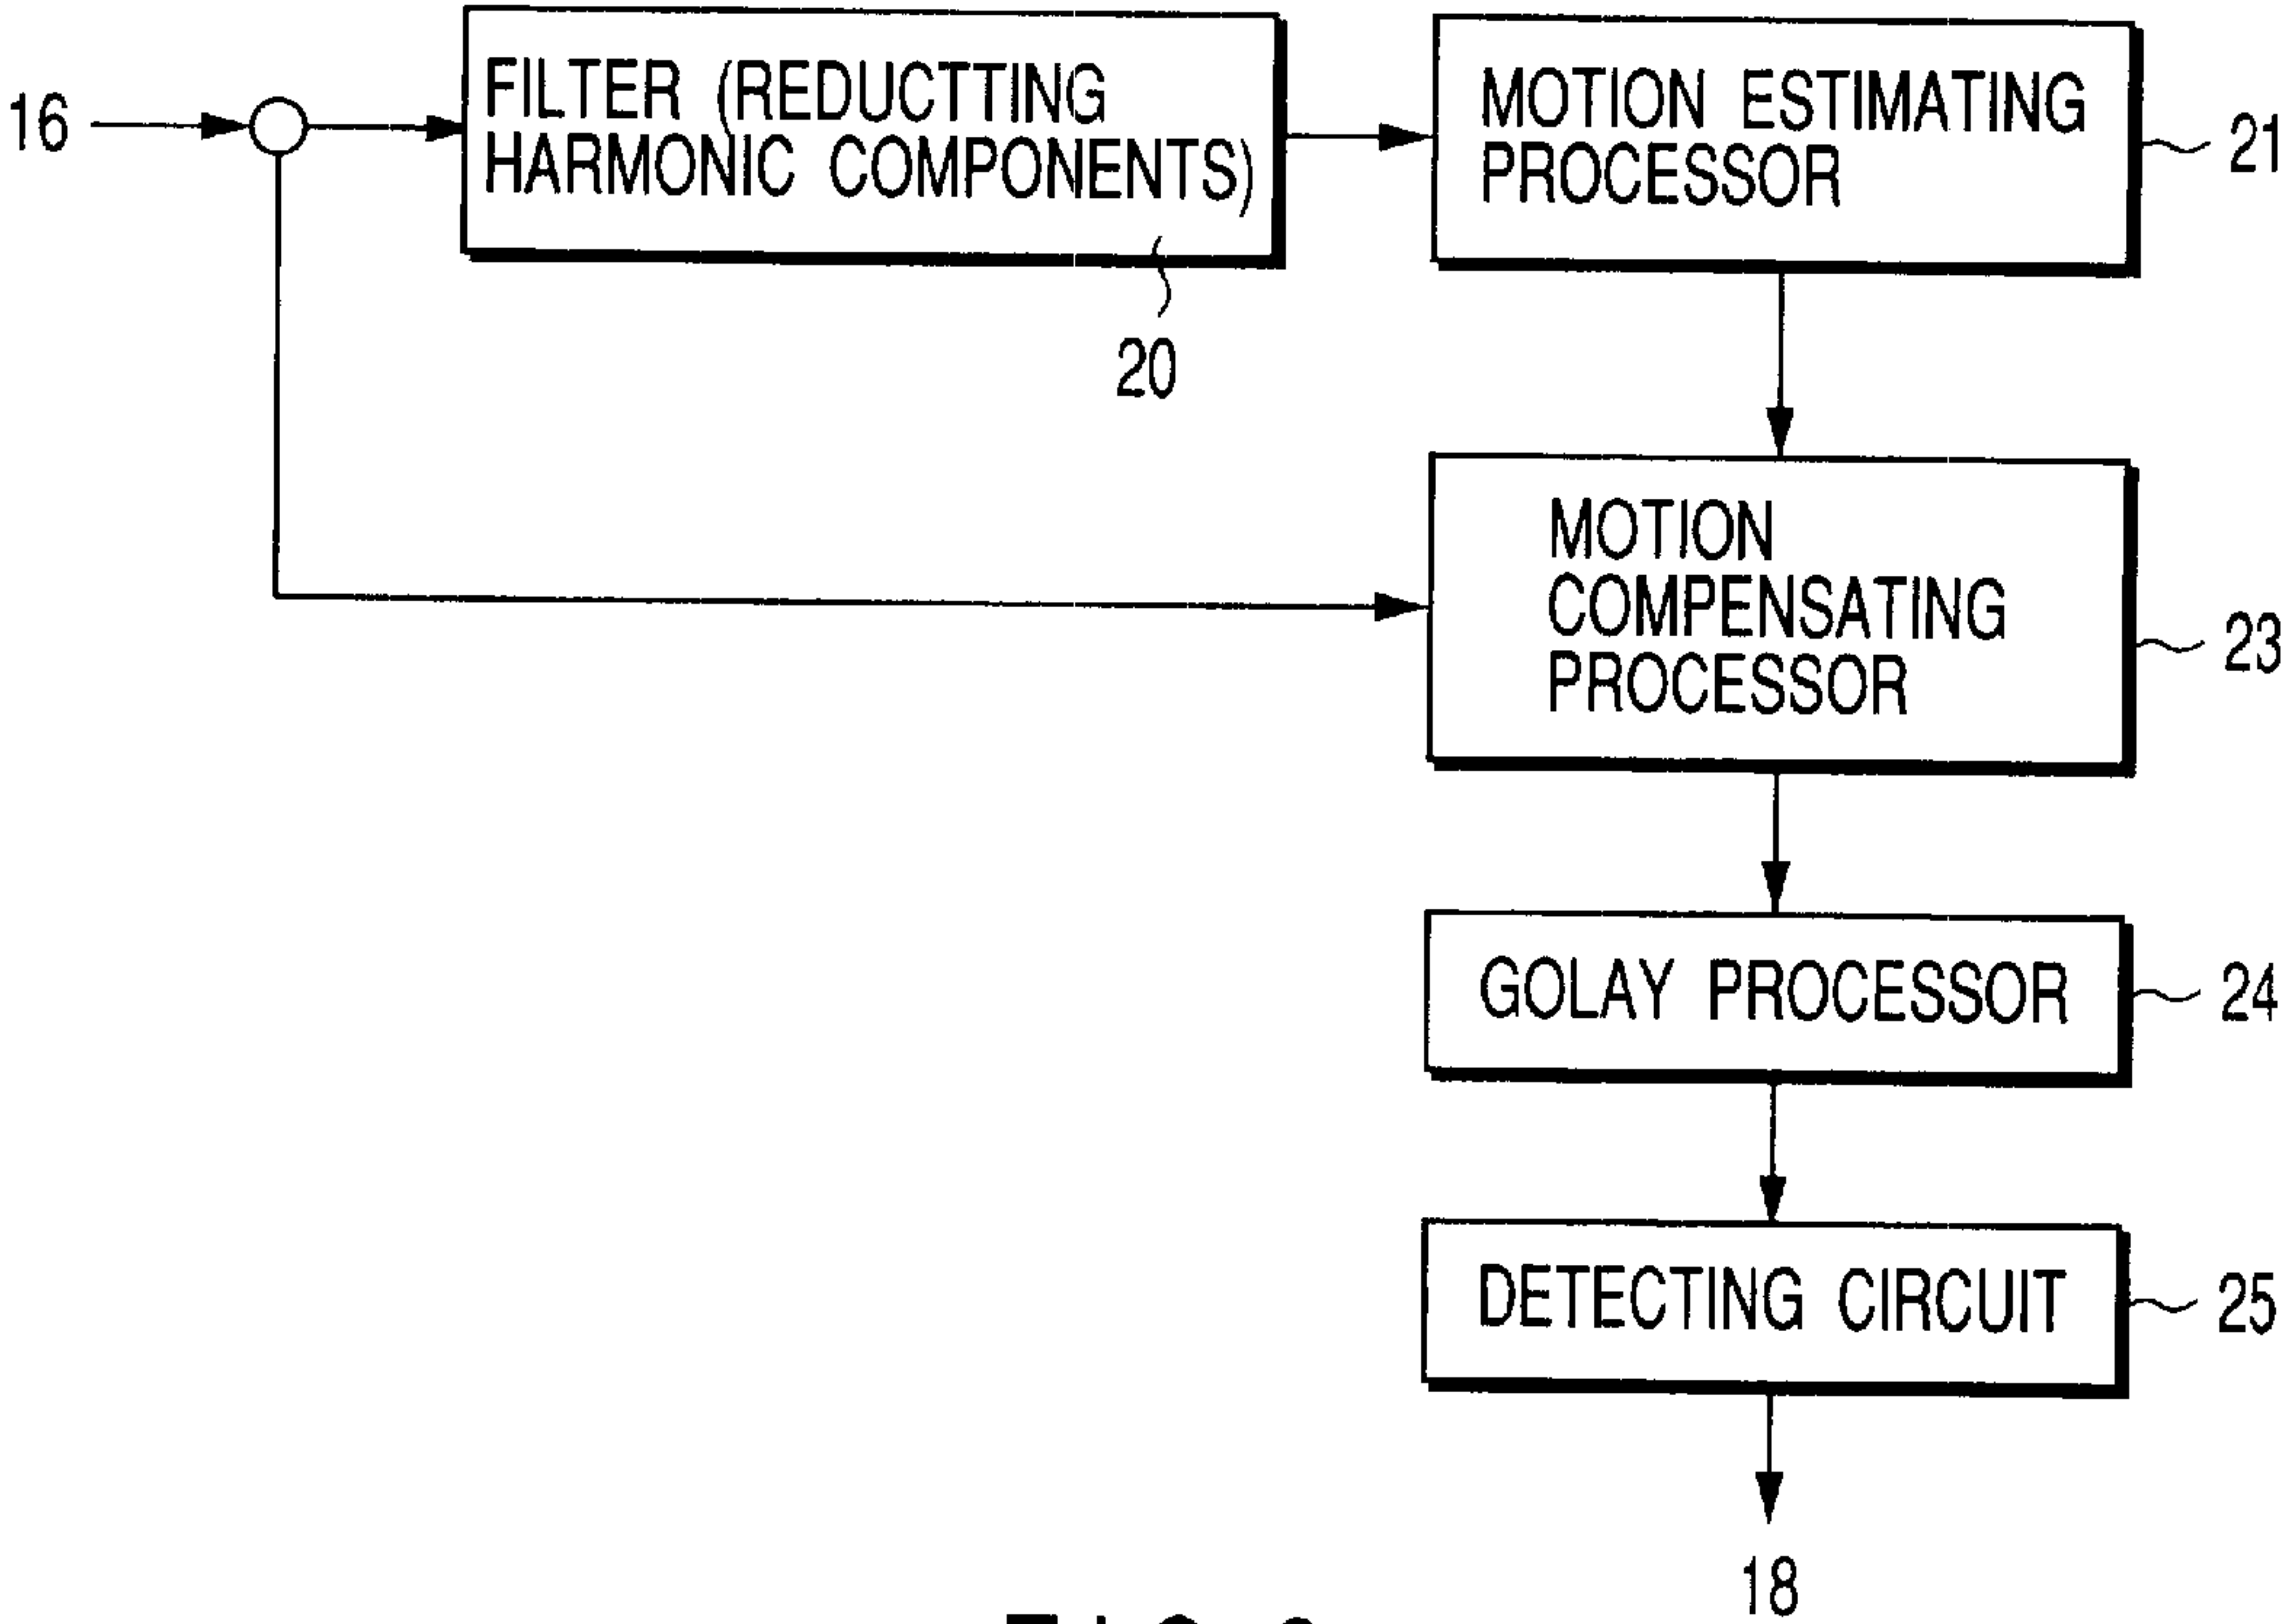 16
FILTER (REDUCTTING
HARMONIC COMPONENTS)
20
MOTION ESTIMATING
PROCESSOR
21
MOTION
COMPENSATING
PROCESSOR
23
GOLAY PROCESSOR
24
DETECTING CIRCUIT
25
18